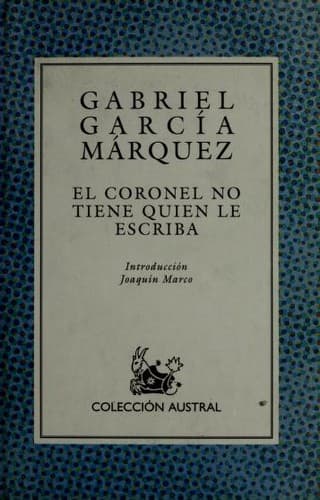 GABRIEL
GARCÍA
MÁRQUEZ
EL CORONEL NO
TIENE QUIEN LE
ESCRIBA
Introducción
Joaquín Marco
COLECCIÓN AUSTRAL